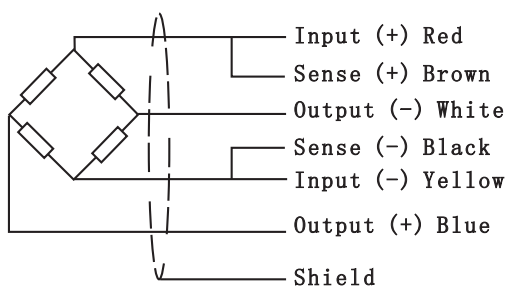 Input (+) Red
Sense (+) Brown
Output (-) White
Sense (-) Black
Input (-) Yellow
Output (+) Blue
Shield